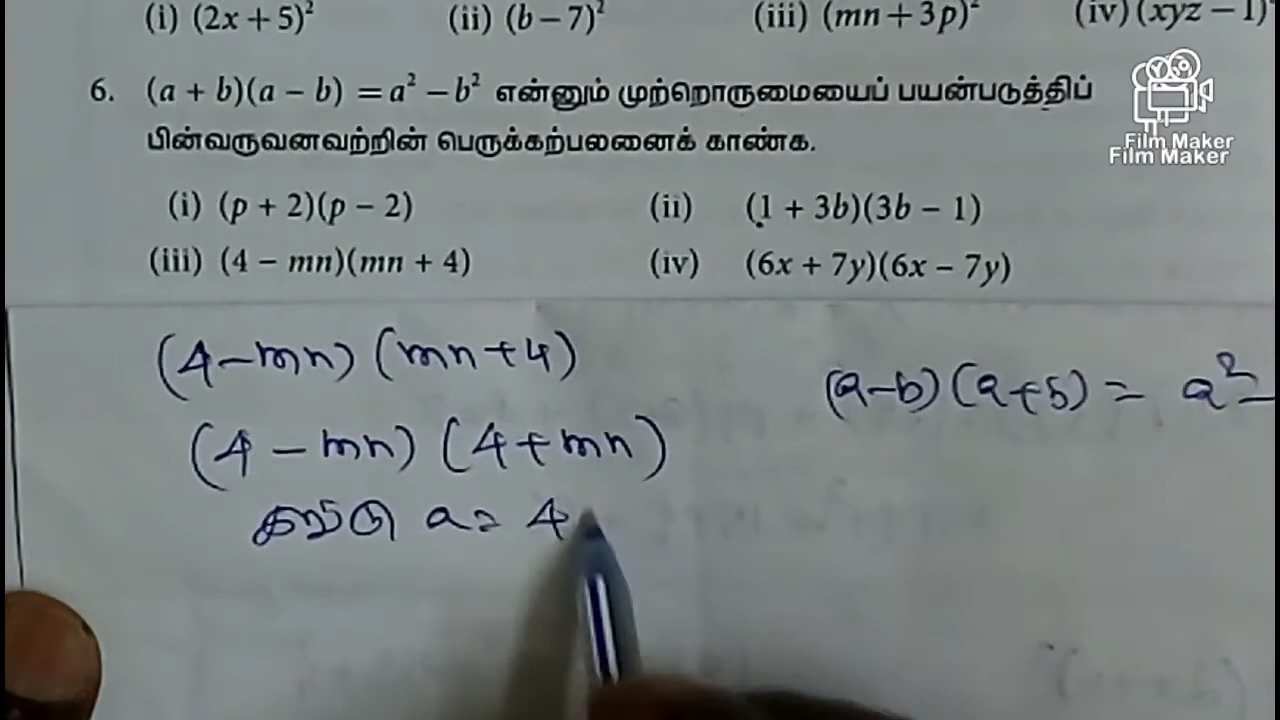 (i) (2x + 5)² (ii) (b – 7)² (iii) (mn + 3p)² (iv) (xyz – 1)²
6. (a + b)(a – b) = a² – b² என்னும் முற்றொருமையைப் பயன்படுத்திப்
பின்வருவனவற்றின் பெருக்கற்பலனைக் காண்க.
Film Maker
Film Maker
(i) (p + 2)(p – 2) (ii) (1 + 3b)(3b – 1)
(iii) (4 – mn)(mn + 4) (iv) (6x + 7y)(6x – 7y)
(4 – mn) (mn + 4)
(a – b) (a + b) = a² –
(4 – mn) (4 + mn)
a = 4